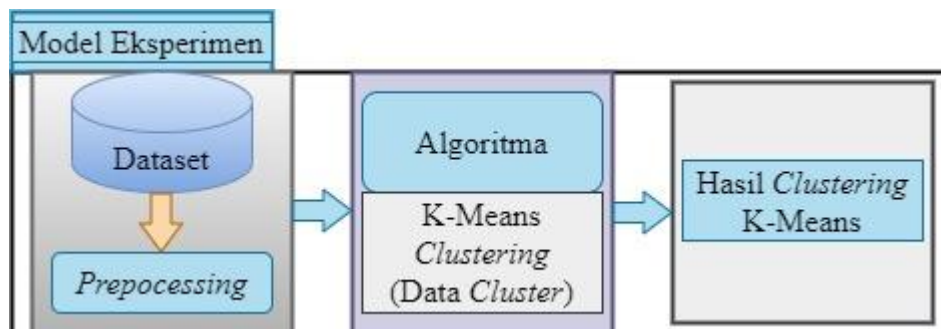 Model Eksperimen
Dataset
Prepocessing
Algoritma
K-Means
Clustering
(Data Cluster)
Hasil Clustering
K-Means